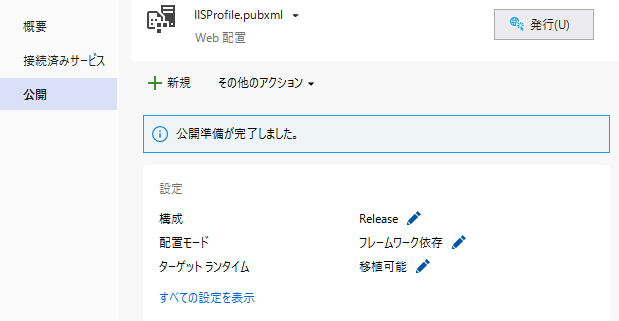 概要
接続済みサービス
公開
IISProfile.pubxml
Web 配置
発行(U)
新規
その他のアクション
公開準備が完了しました。
設定
構成 Release
配置モード フレームワーク依存
ターゲット ランタイム 移植可能
すべての設定を表示